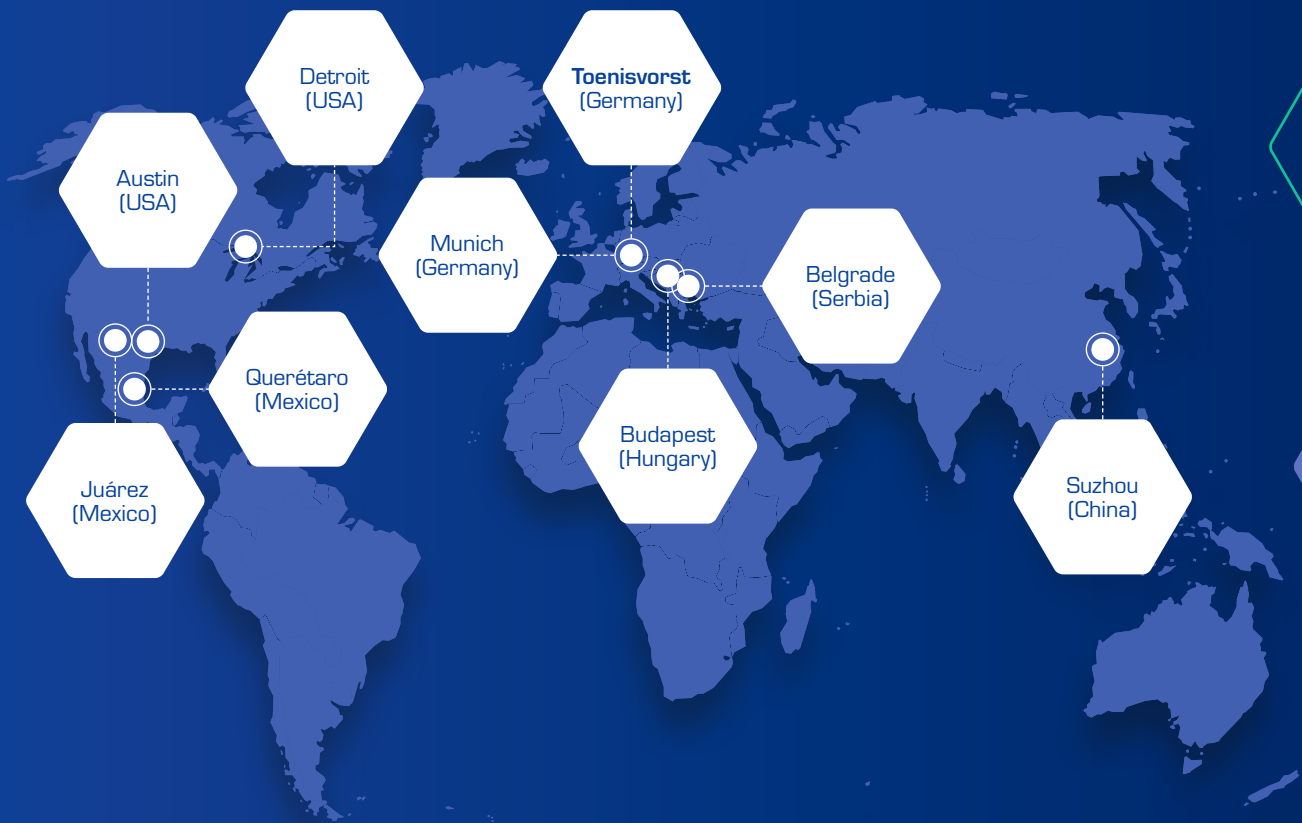 Detroit
(USA)
Toenisvorst
(Germany)
Austin
(USA)
Munich
(Germany)
Belgrade
(Serbia)
Querétaro
(Mexico)
Budapest
(Hungary)
Juárez
(Mexico)
Suzhou
(China)